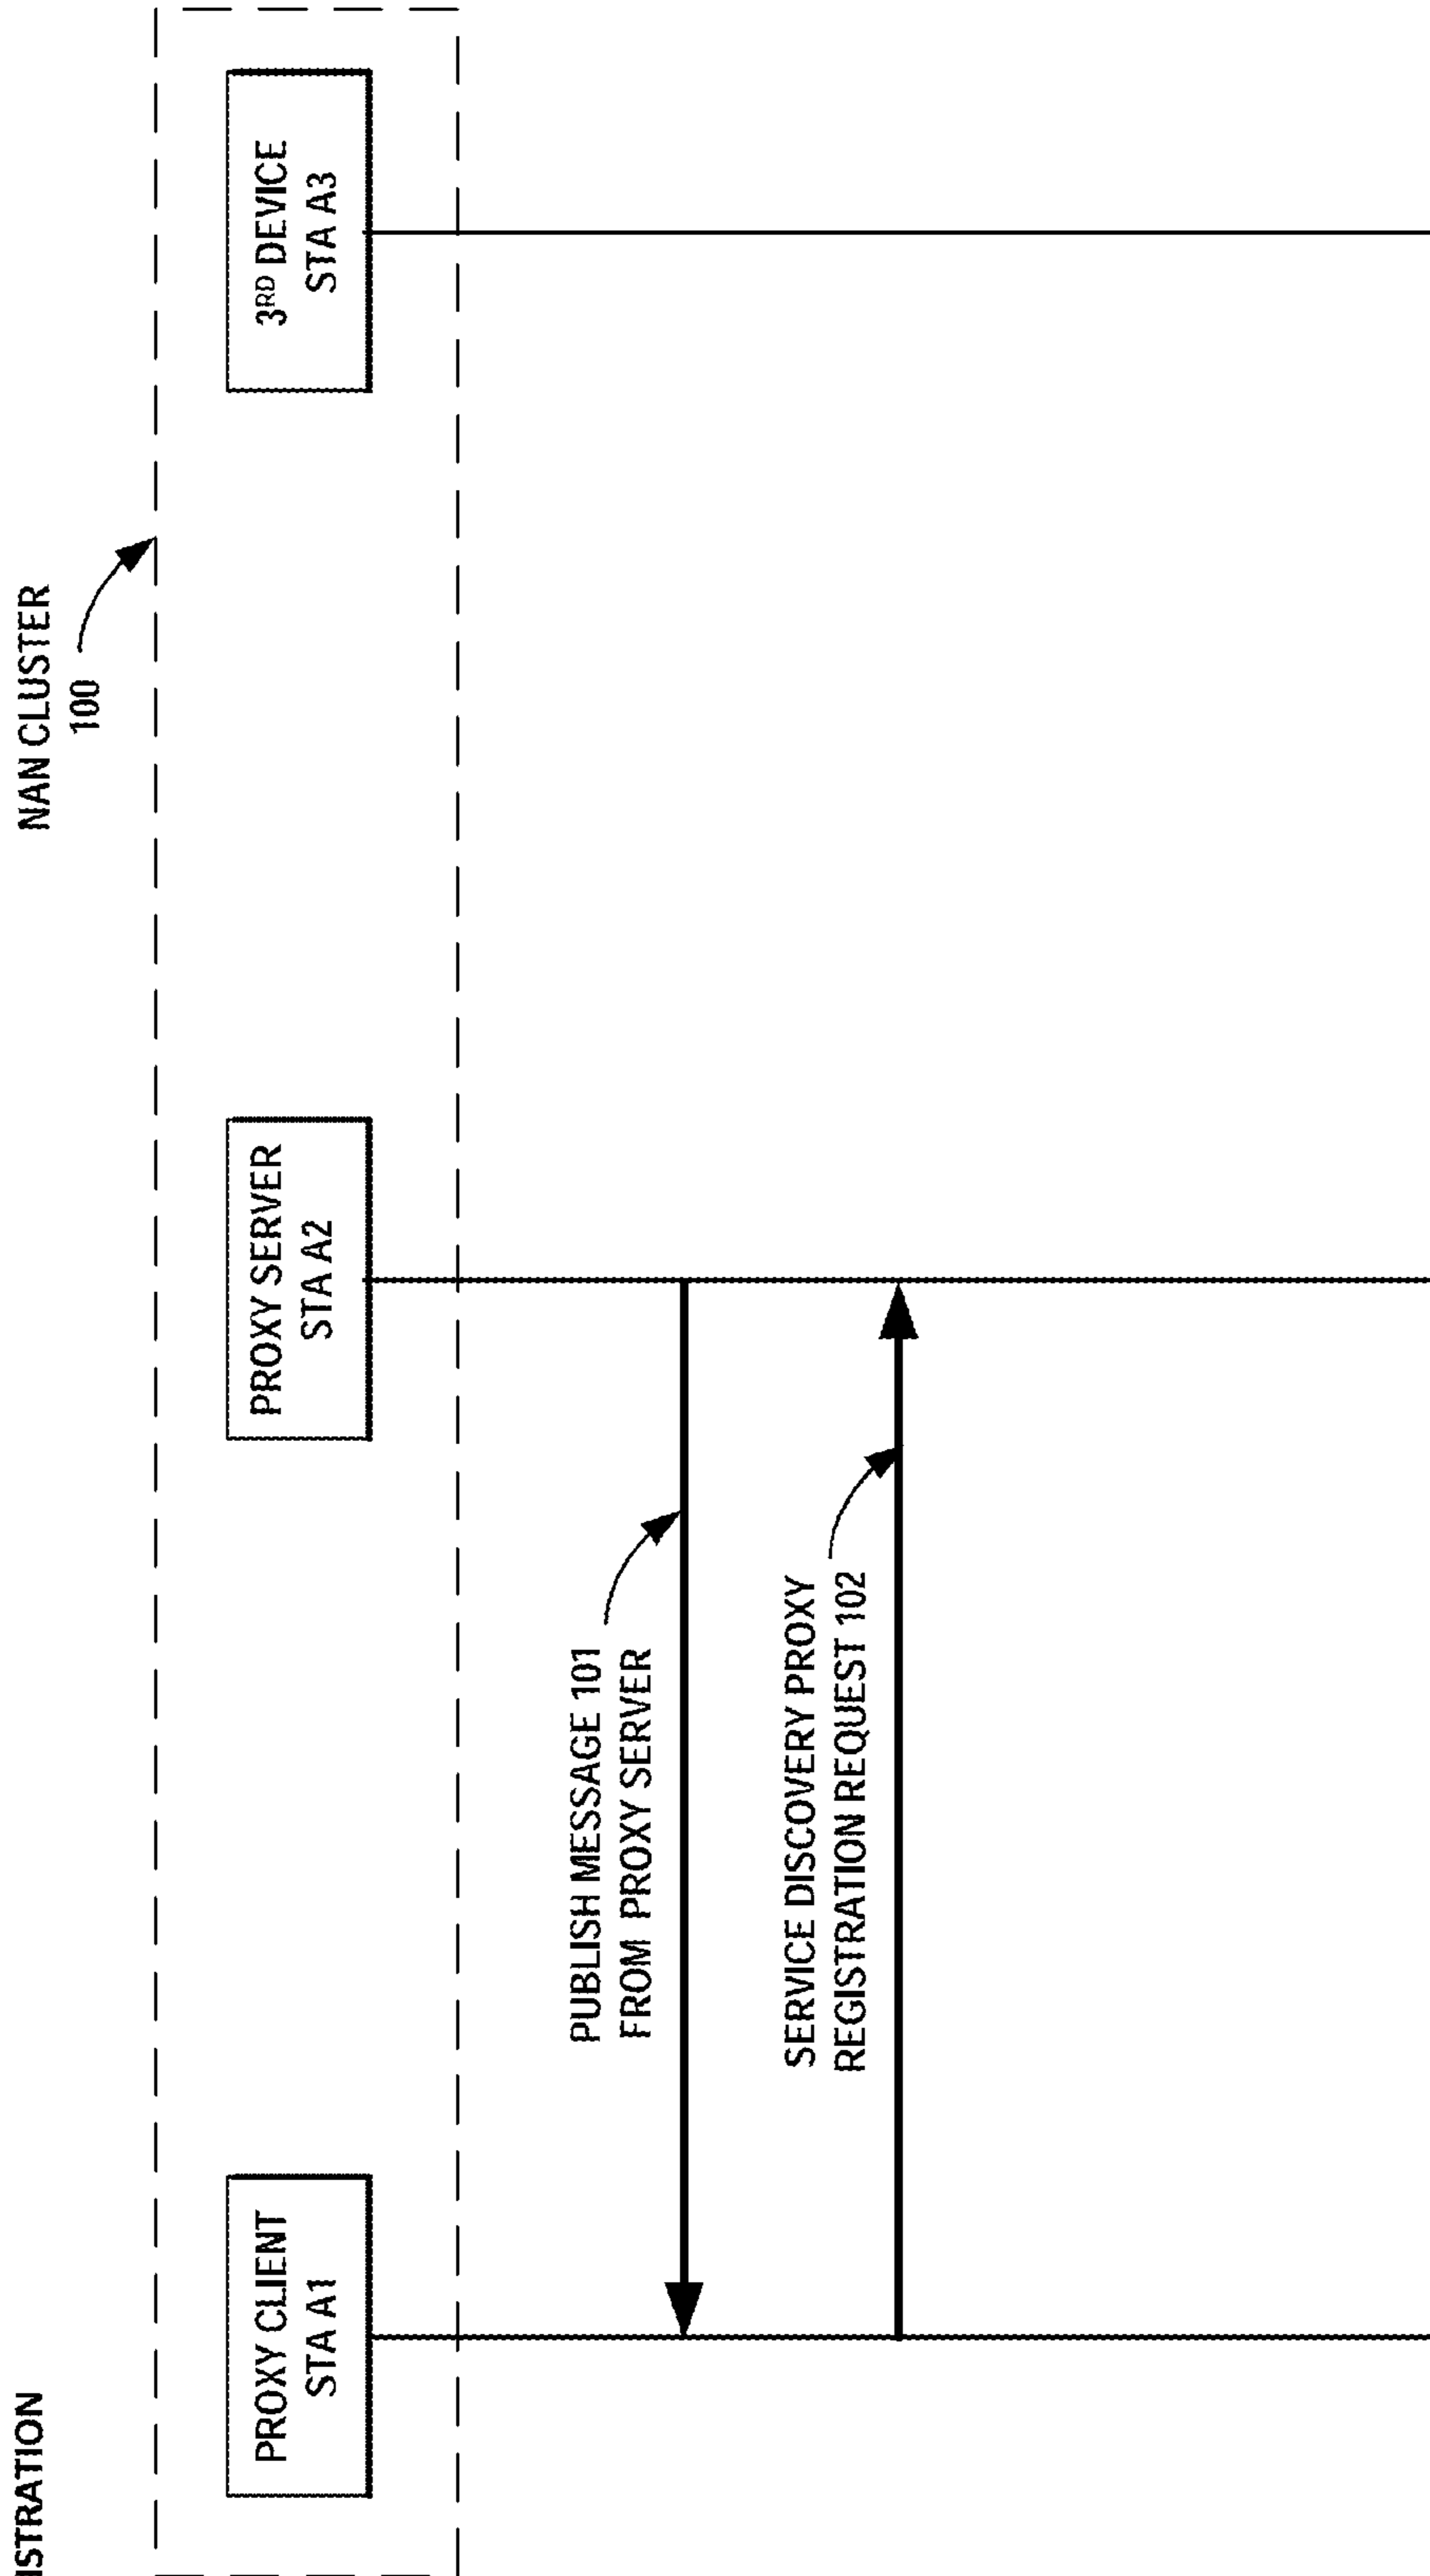 ISTRATION
NAN CLUSTER
100
PROXY CLIENT
STA A1
PROXY SERVER
STA A2
3RD DEVICE
STA A3
PUBLISH MESSAGE 101
FROM PROXY SERVER
SERVICE DISCOVERY PROXY
REGISTRATION REQUEST 102